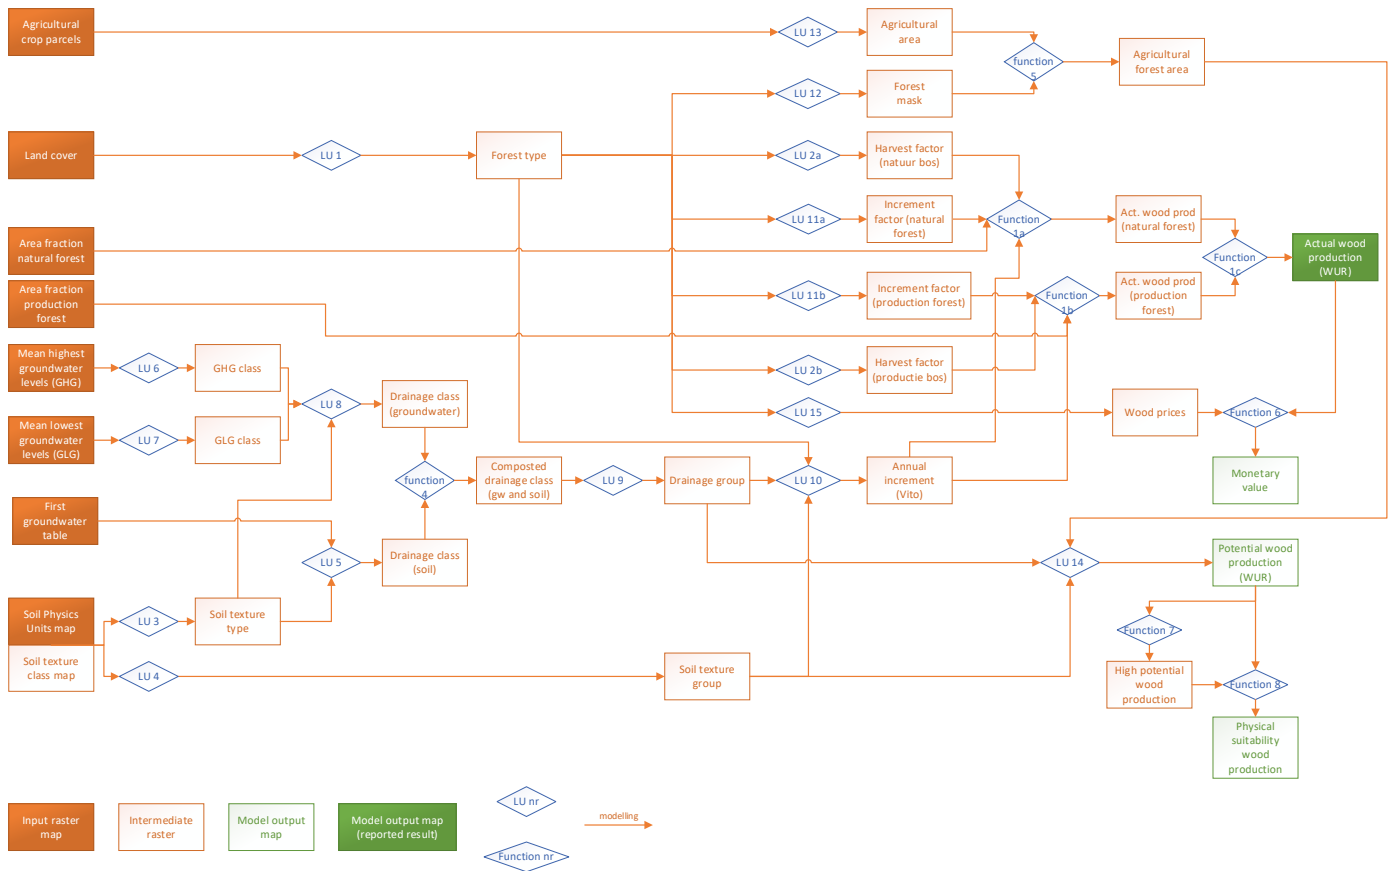 Agricultural
crop parcels
LU 13
Agricultural
area
function
5
Agricultural
forest area
LU 12
Forest
mask
Land cover
LU 1
Forest type
LU 2a
Harvest factor
(natuur bos)
LU 11a
Increment
factor (natural
forest)
Function
1a
Act. wood prod
(natural forest)
Area fraction
natural forest
Function
1c
Actual wood
production
(WUR)
Area fraction
production
forest
LU 11b
Increment factor
(production forest)
Function
1b
Act. wood prod
(production
forest)
Mean highest
groundwater
levels (GHG)
LU 6
GHG class
LU 8
Drainage class
(groundwater)
LU 2b
Harvest factor
(productie bos)
LU 15
Wood prices
Function 6
Mean lowest
groundwater
levels (GLG)
LU 7
GLG class
function
4
Composted
drainage class
(gw and soil)
LU 9
Drainage group
LU 10
Annual
increment
(Vito)
Monetary
value
First
groundwater
table
LU 5
Drainage class
(soil)
LU 14
Potential wood
production
(WUR)
Soil Physics
Units map
LU 3
Soil texture
type
Function 7
Soil texture
class map
LU 4
Soil texture
group
High potential
wood
production
Function 8
Physical
suitability
wood
production
Input raster
map
Intermediate
raster
Model output
map
Model output map
(reported result)
LU nr
Function nr
modelling